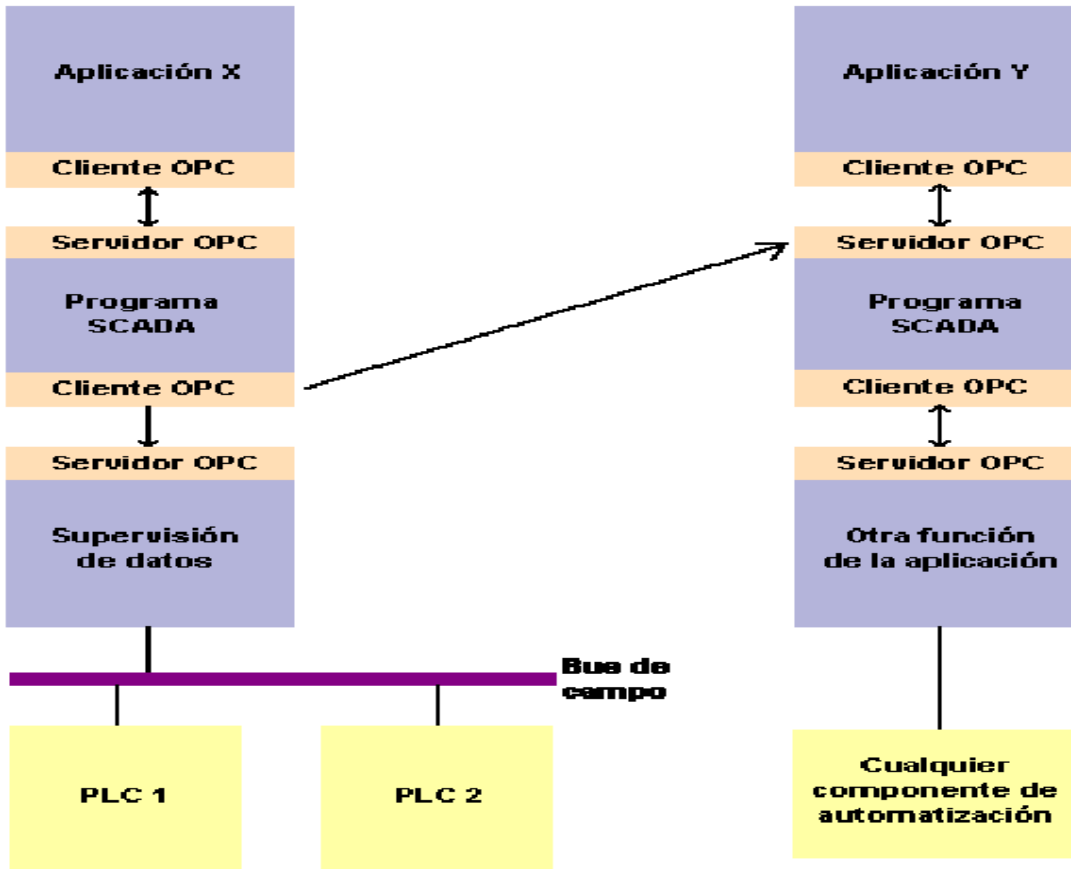 Aplicación X
Cliente OPC
Servidor OPC
Programa
SCADA
Cliente OPC
Servidor OPC
Supervisión
de datos
Bus de
campo
PLC 1
PLC 2
Aplicación Y
Cliente OPC
Servidor OPC
Programa
SCADA
Cliente OPC
Servidor OPC
Otra función
de la aplicación
Cualquier
componente de
automatización